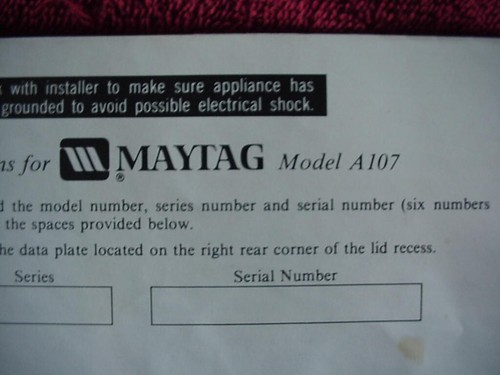 with installer to make sure appliance has
grounded to avoid possible electrical shock.
for MAYTAG ® Model A107
the model number, series number and serial number (six numbers
the spaces provided below.
data plate located on the right rear corner of the lid recess.
Series Serial Number